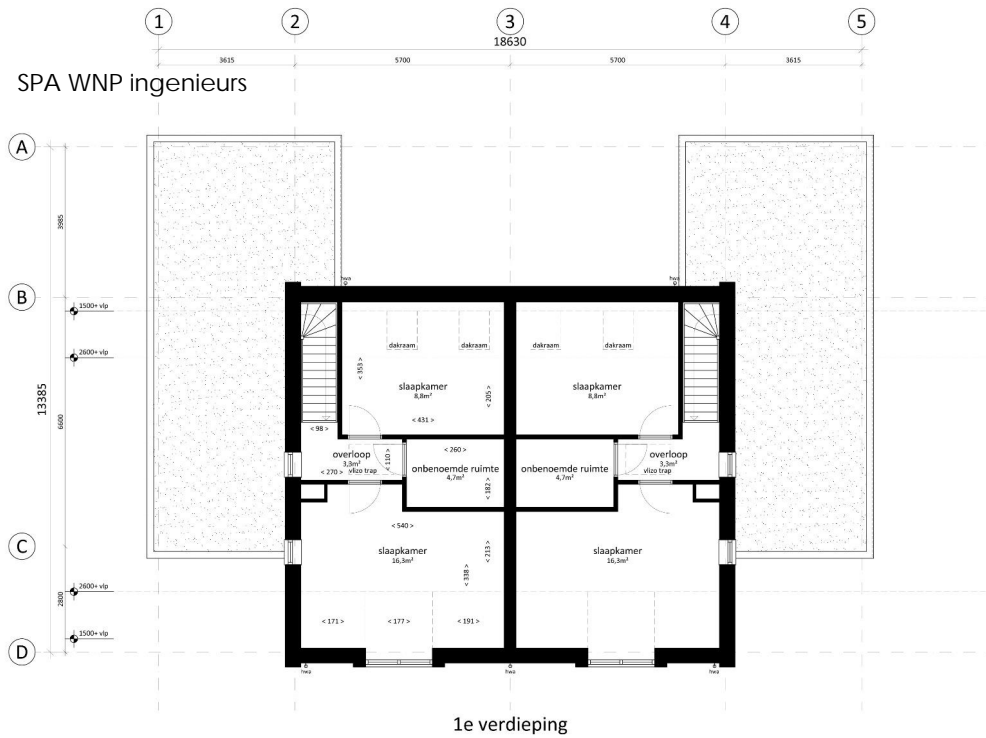 1 2 3 4 5
18630
3615 5700 5700 3615
SPA WNP ingenieurs
A
3985
B
hwa hwa
1500+ vlp
dakraam dakraam dakraam dakraam
2600+ vlp
< 353 >
slaapkamer slaapkamer
8,8m² 8,8m²
< 205 >
13385
6600
< 431 >
< 98 >
< 260 >
overloop overloop
3,3m² 3,3m²
vlizo trap vlizo trap
< 110 >
< 270 >
onbenoemde ruimte onbenoemde ruimte
4,7m² 4,7m²
< 182 >
< 540 >
C
slaapkamer slaapkamer
16,3m² 16,3m²
< 213 >
< 338 >
2600+ vlp
2800
< 171 > < 177 > < 191 >
1500+ vlp
D
hwa hwa hwa
1e verdieping